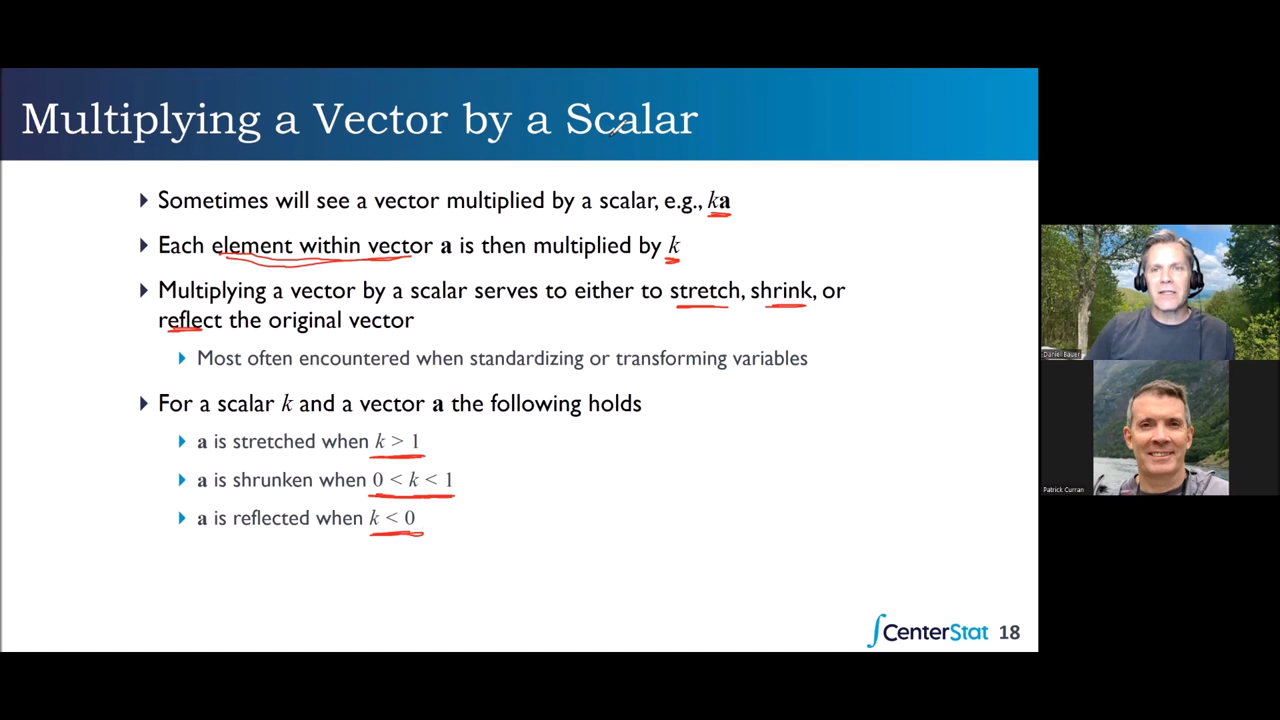 Multiplying a Vector by a Scalar
Sometimes will see a vector multiplied by a scalar, e.g., ka
Each element within vector a is then multiplied by k
Multiplying a vector by a scalar serves to either to stretch, shrink, or
reflect the original vector
Most often encountered when standardizing or transforming variables
For a scalar k and a vector a the following holds
a is stretched when k > 1
a is shrunken when 0 < k < 1
a is reflected when k < 0
CenterStat 18
Daniel Bauer
Patrick Curran